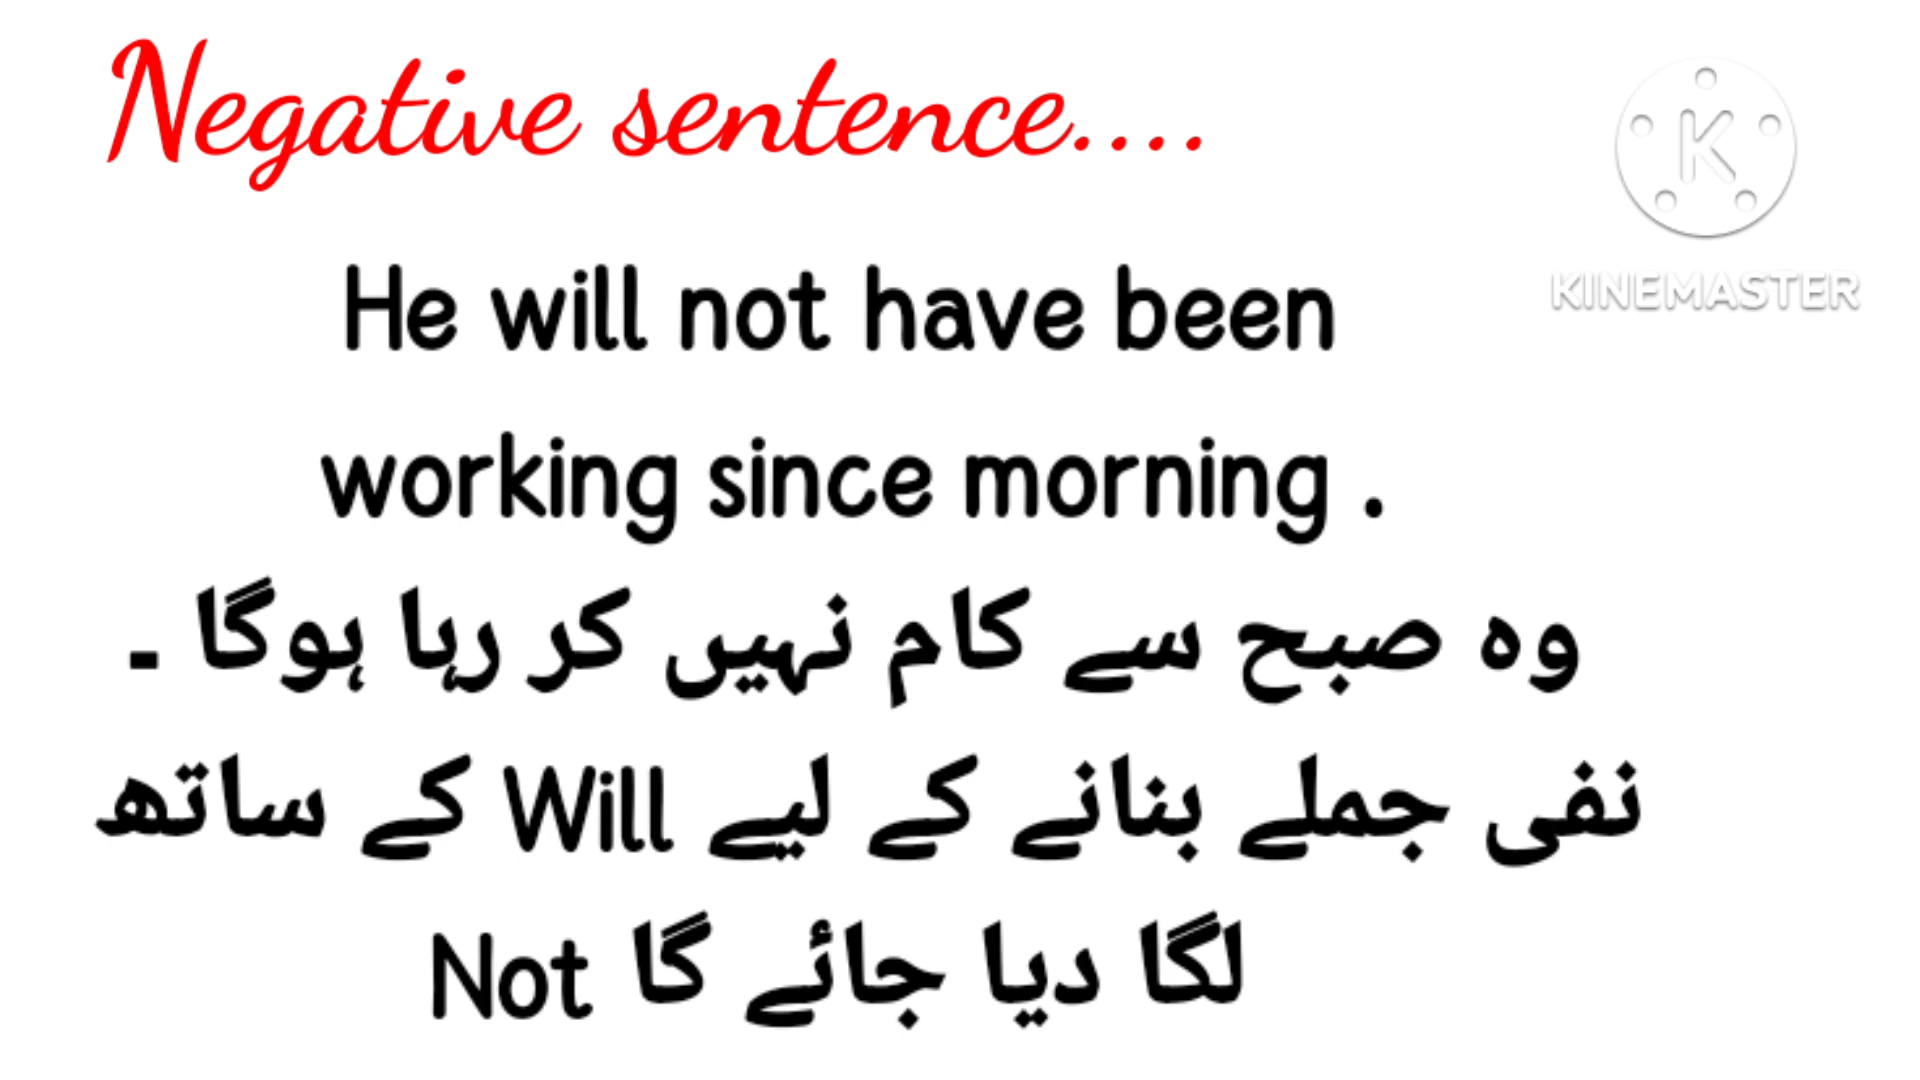 Negative sentence....
K
KINEMASTER
He will not have been
working since morning .
وہ صبح سے کام نہیں کر رہا ہوگا ۔
نفی جملے بنانے کے لیے Will کے ساتھ
لگا دیا جائے گا Not